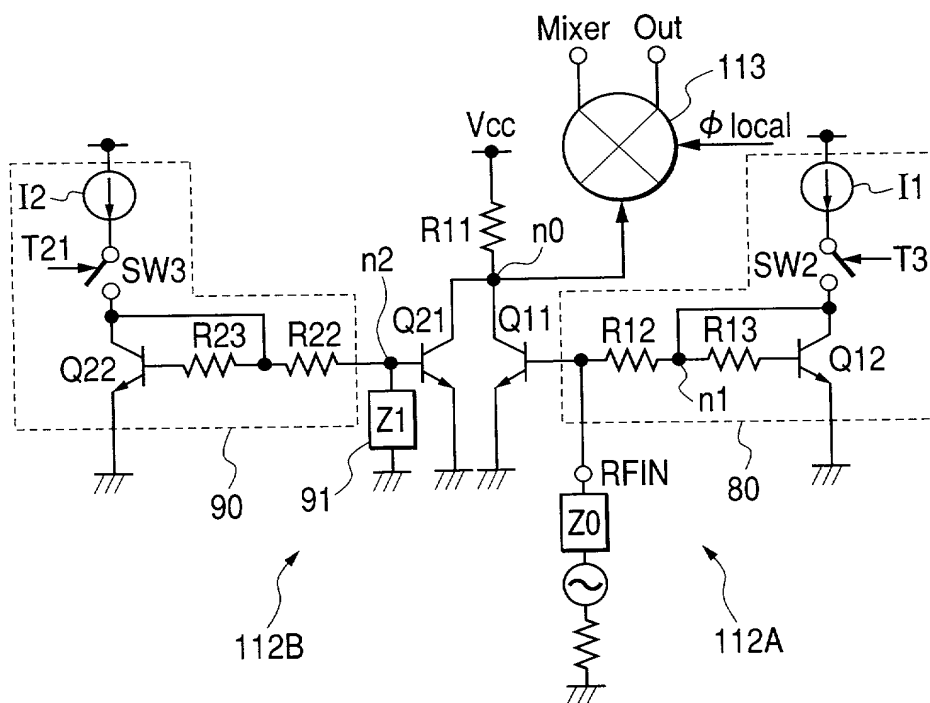 Mixer Out
113
Vcc
ϕ local
I2
I1
R11
n0
T21
SW3
n2
SW2
T3
Q21 Q11
R23 R22
R12 R13
Q22
Q12
n1
Z1
90
91
RFIN
80
Z0
112B
112A